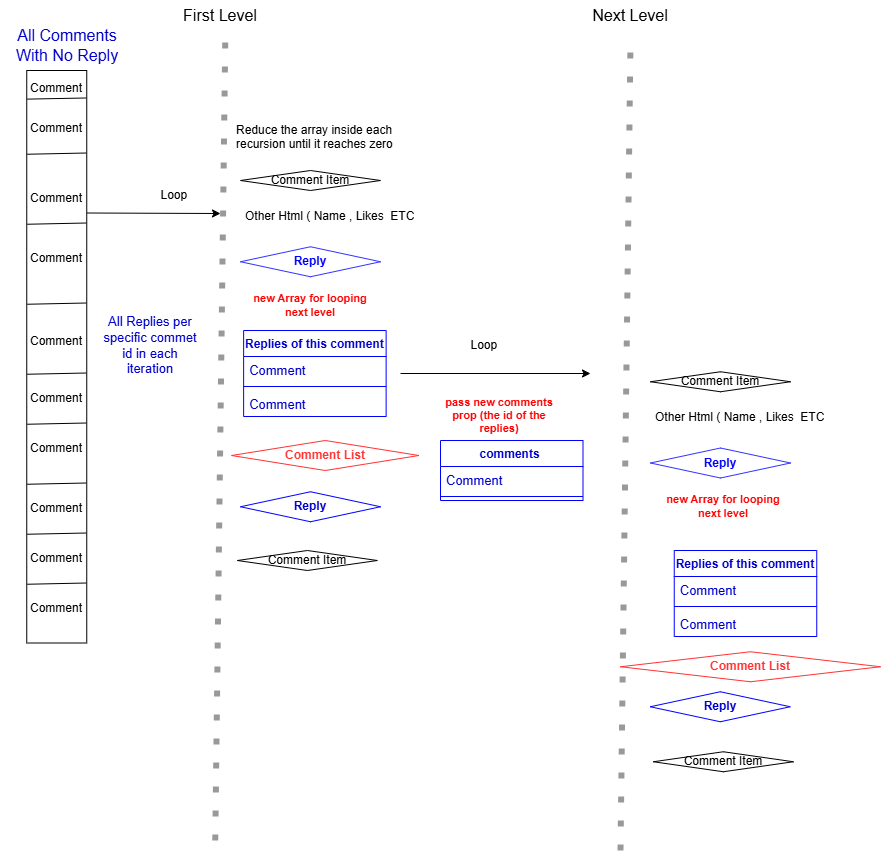 First Level
Next Level
All Comments
With No Reply
Comment
Comment
Comment
Comment
Comment
Comment
Comment
Comment
Comment
Comment
Loop
All Replies per
specific commet
id in each
iteration
Reduce the array inside each
recursion until it reaches zero
Comment Item
Other Html ( Name , Likes  ETC
Reply
new Array for looping
next level
Replies of this comment
Comment
Comment
Comment List
Reply
Comment Item
Loop
pass new comments
prop (the id of the
replies)
comments
Comment
Comment Item
Other Html ( Name , Likes  ETC
Reply
new Array for looping
next level
Replies of this comment
Comment
Comment
Comment List
Reply
Comment Item